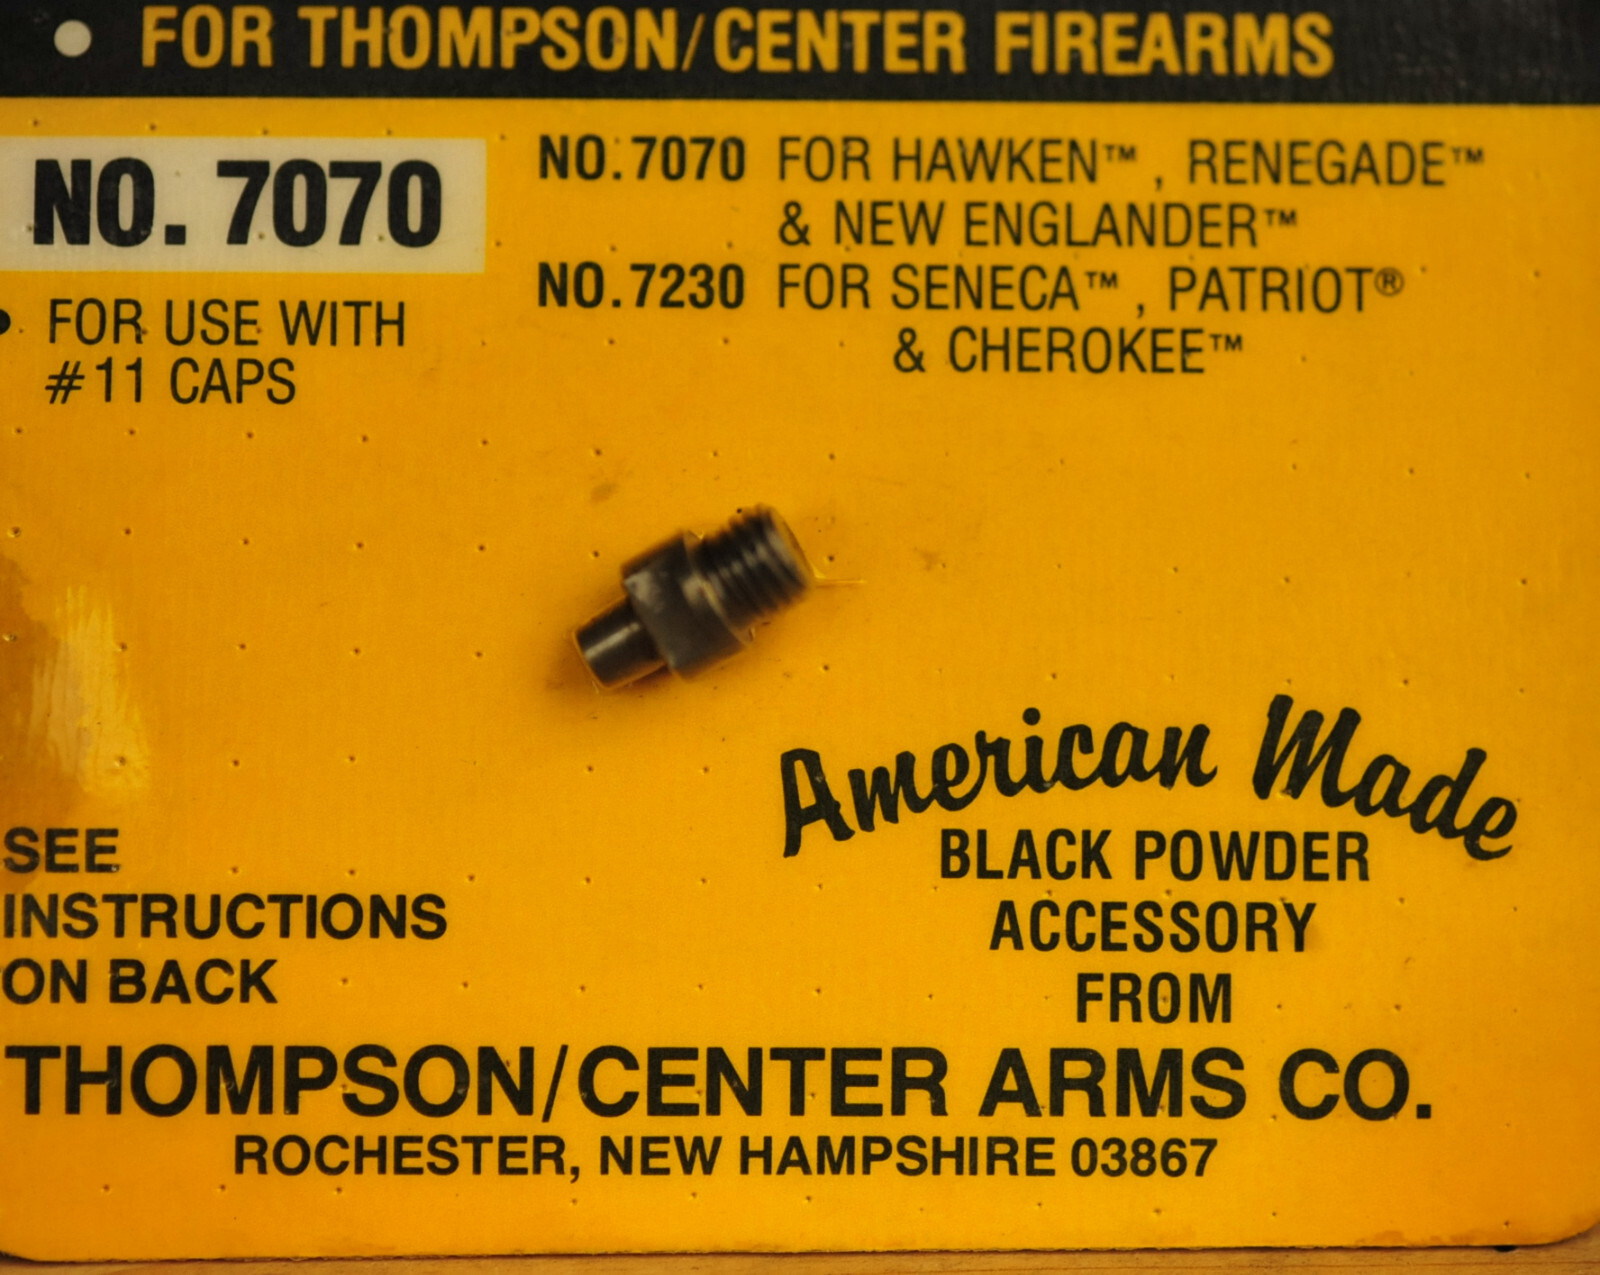 • FOR THOMPSON/CENTER FIREARMS
NO. 7070
• FOR USE WITH
#11 CAPS
NO. 7070 FOR HAWKEN™, RENEGADE™
& NEW ENGLANDER™
NO. 7230 FOR SENECA™, PATRIOT®
& CHEROKEE™
SEE
INSTRUCTIONS
ON BACK
American Made
BLACK POWDER
ACCESSORY
FROM
THOMPSON/CENTER ARMS CO.
ROCHESTER, NEW HAMPSHIRE 03867